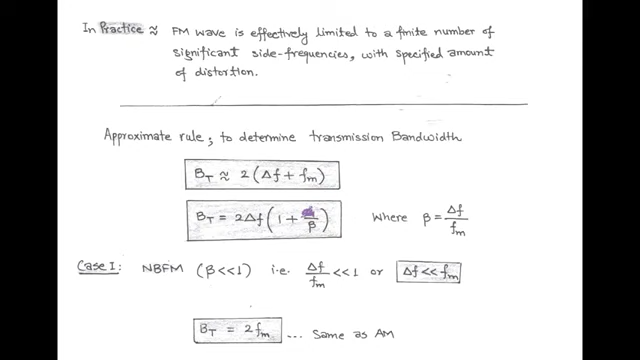 In Practice ≈ FM wave is effectively limited to a finite number of
significant side-frequencies, with specified amount
of distortion.
Approximate rule, to determine transmission Bandwidth
B_T ≈ 2 (Δf + f_m)
B_T = 2Δf (1 + /β) where β = Δf/f_m
Case I: NBFM (β<<1) i.e. Δf/f_m <<1 or Δf << f_m
B_T = 2f_m .... Same as AM